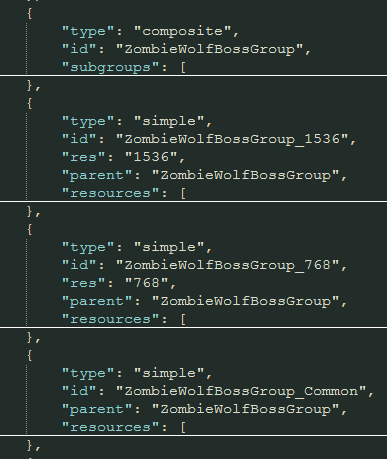 {
"type": "composite",
"id": "ZombieWolfBossGroup",
"subgroups": [
},
{
"type": "simple",
"id": "ZombieWolfBossGroup_1536",
"res": "1536",
"parent": "ZombieWolfBossGroup",
"resources": [
},
{
"type": "simple",
"id": "ZombieWolfBossGroup_768",
"res": "768",
"parent": "ZombieWolfBossGroup",
"resources": [
},
{
"type": "simple",
"id": "ZombieWolfBossGroup_Common",
"parent": "ZombieWolfBossGroup",
"resources": [
},